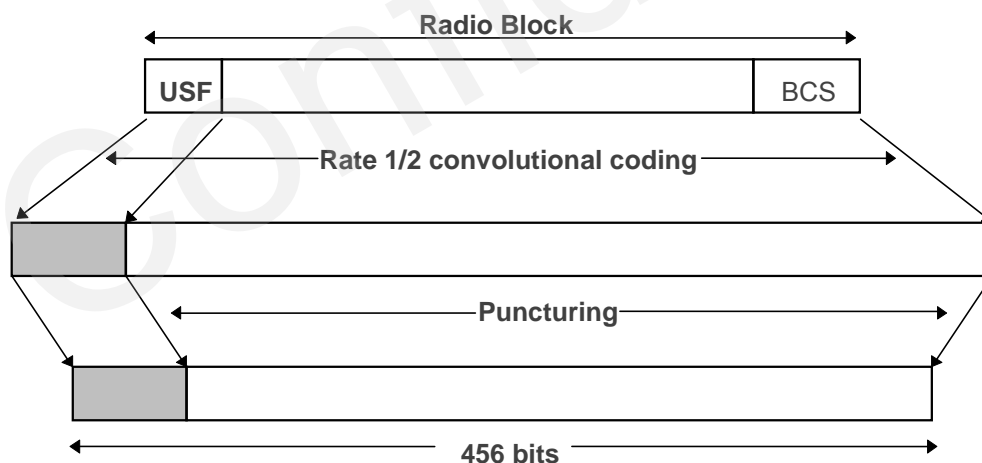 Radio Block
USF
BCS
Rate 1/2 convolutional coding
Puncturing
456 bits